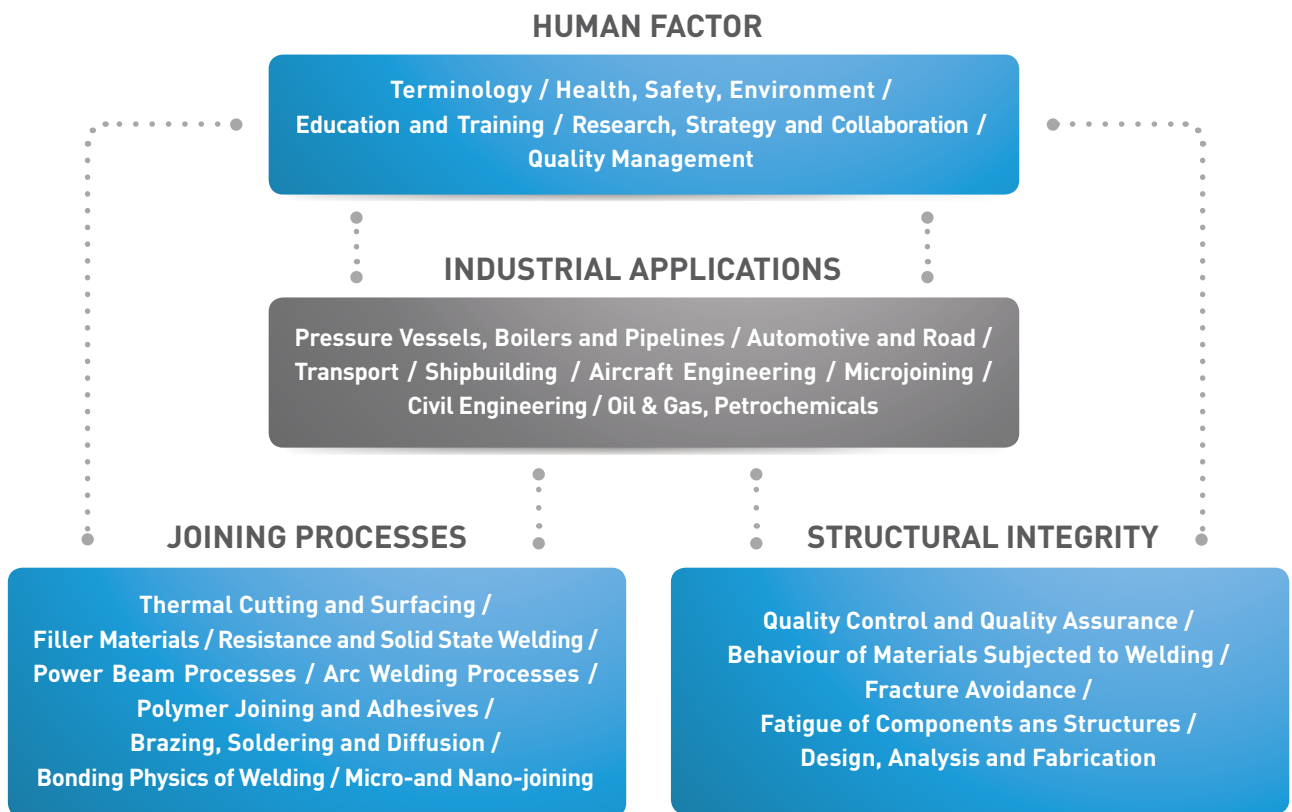 HUMAN FACTOR
Terminology / Health, Safety, Environment /
Education and Training / Research, Strategy and Collaboration /
Quality Management
INDUSTRIAL APPLICATIONS
Pressure Vessels, Boilers and Pipelines / Automotive and Road /
Transport / Shipbuilding / Aircraft Engineering / Microjoining /
Civil Engineering / Oil & Gas, Petrochemicals
JOINING PROCESSES
Thermal Cutting and Surfacing /
Filler Materials / Resistance and Solid State Welding /
Power Beam Processes / Arc Welding Processes /
Polymer Joining and Adhesives /
Brazing, Soldering and Diffusion /
Bonding Physics of Welding / Micro-and Nano-joining
STRUCTURAL INTEGRITY
Quality Control and Quality Assurance /
Behaviour of Materials Subjected to Welding /
Fracture Avoidance /
Fatigue of Components ans Structures /
Design, Analysis and Fabrication